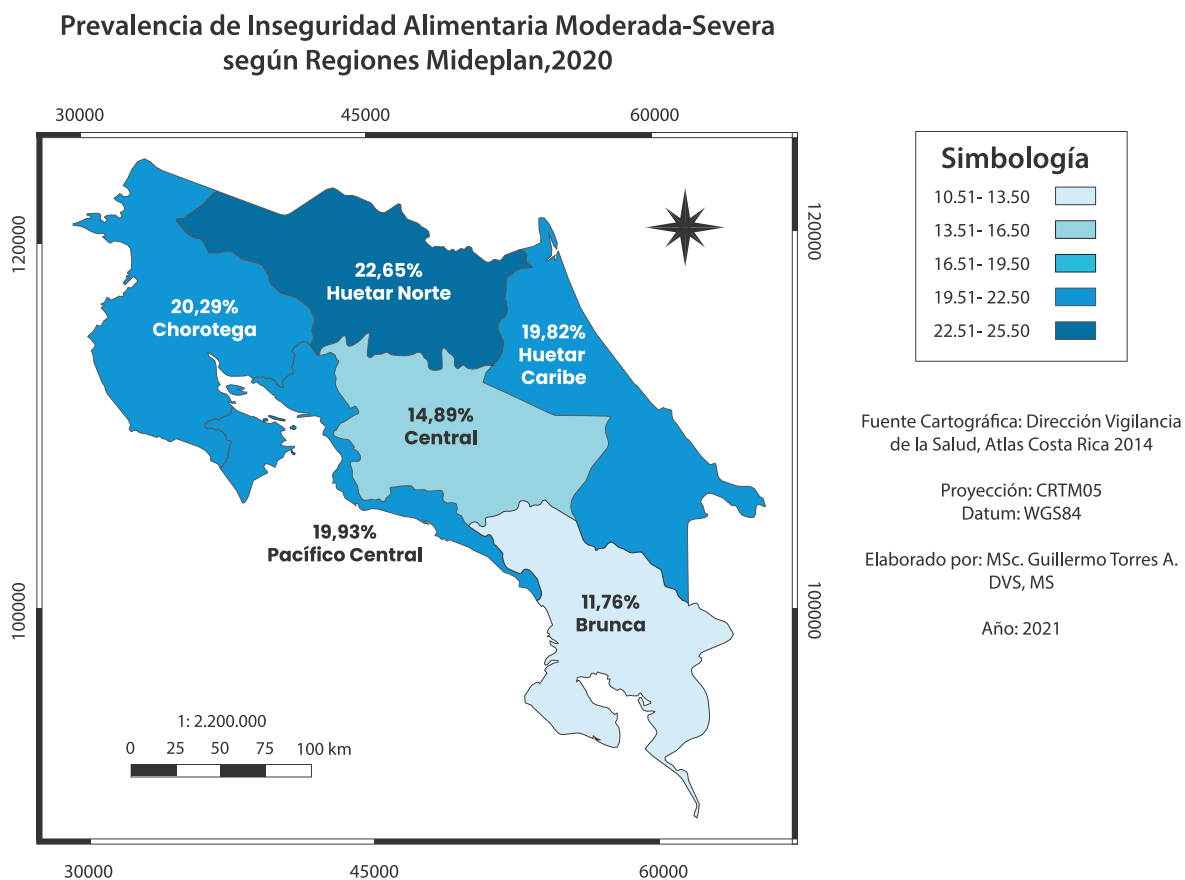 Prevalencia de Inseguridad Alimentaria Moderada-Severa
según Regiones Mideplan,2020
30000
45000
60000
120000
120000
100000
100000
22,65%
Huetar Norte
20,29%
Chorotega
19,82%
Huetar
Caribe
14,89%
Central
19,93%
Pacífico Central
11,76%
Brunca
1: 2.200.000
0 25 50 75 100 km
30000
45000
60000
Simbología
10.51- 13.50
13.51- 16.50
16.51- 19.50
19.51- 22.50
22.51- 25.50
Fuente Cartográfica: Dirección Vigilancia
de la Salud, Atlas Costa Rica 2014
Proyección: CRTM05
Datum: WGS84
Elaborado por: MSc. Guillermo Torres A.
DVS, MS
Año: 2021